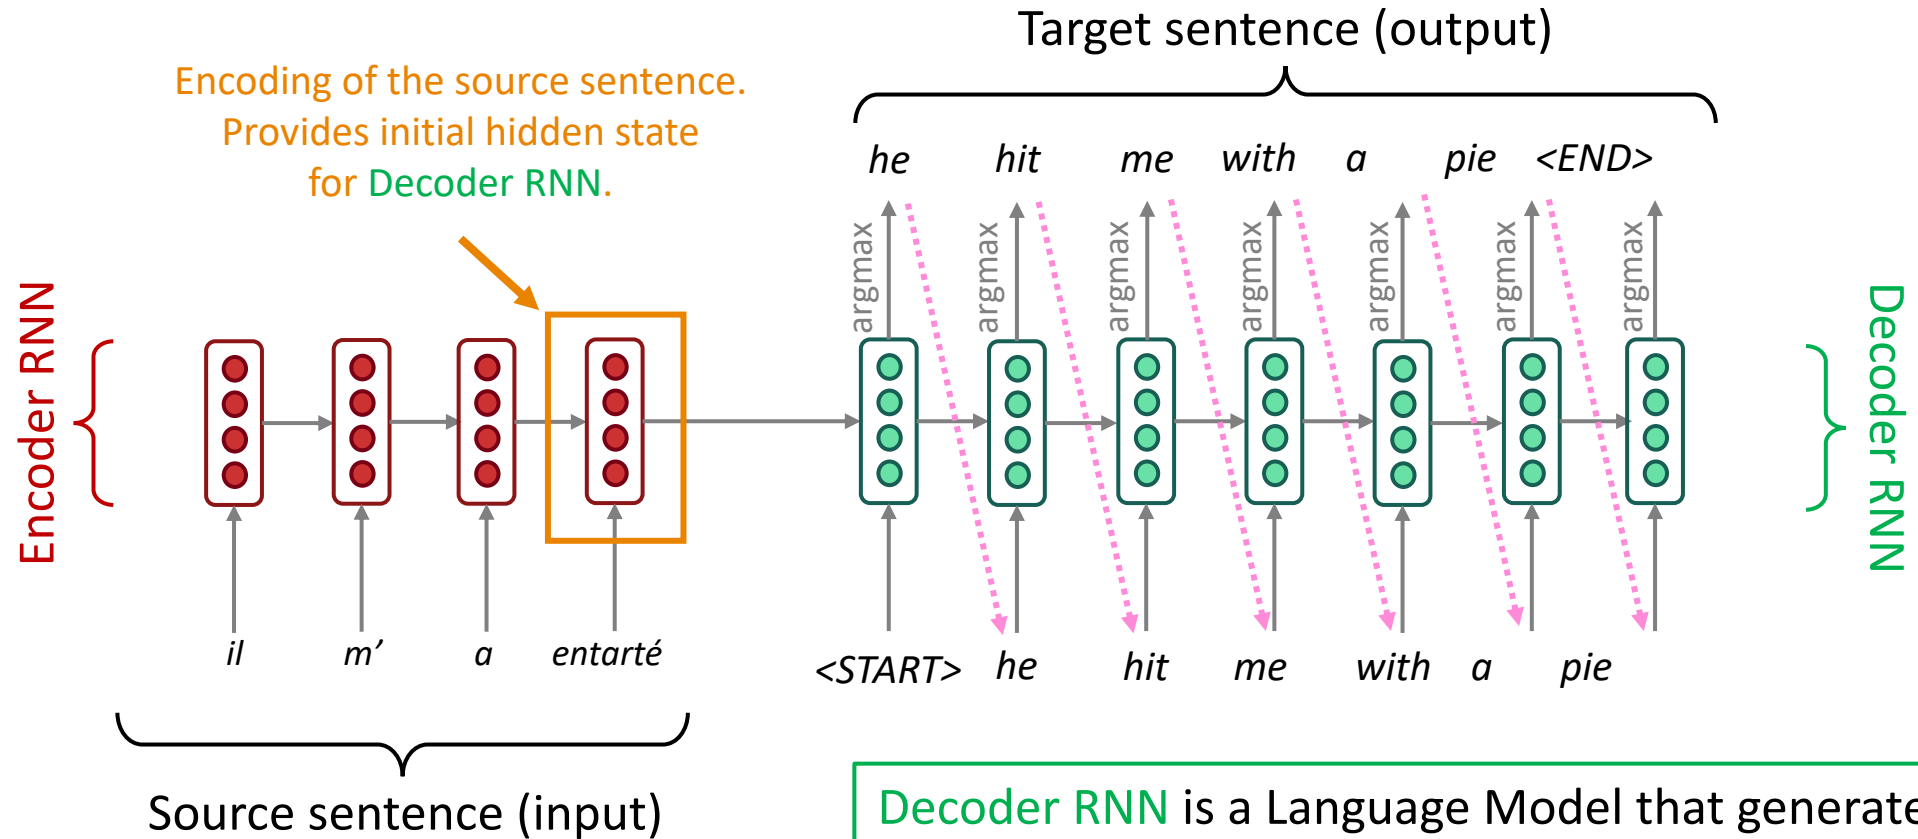 Target sentence (output)
Encoding of the source sentence.
Provides initial hidden state
for Decoder RNN.
he hit me with a pie <END>
argmax argmax argmax argmax argmax argmax argmax
Encoder RNN
Decoder RNN
il m’ a entarté
<START> he hit me with a pie
Source sentence (input)
Decoder RNN is a Language Model that generate